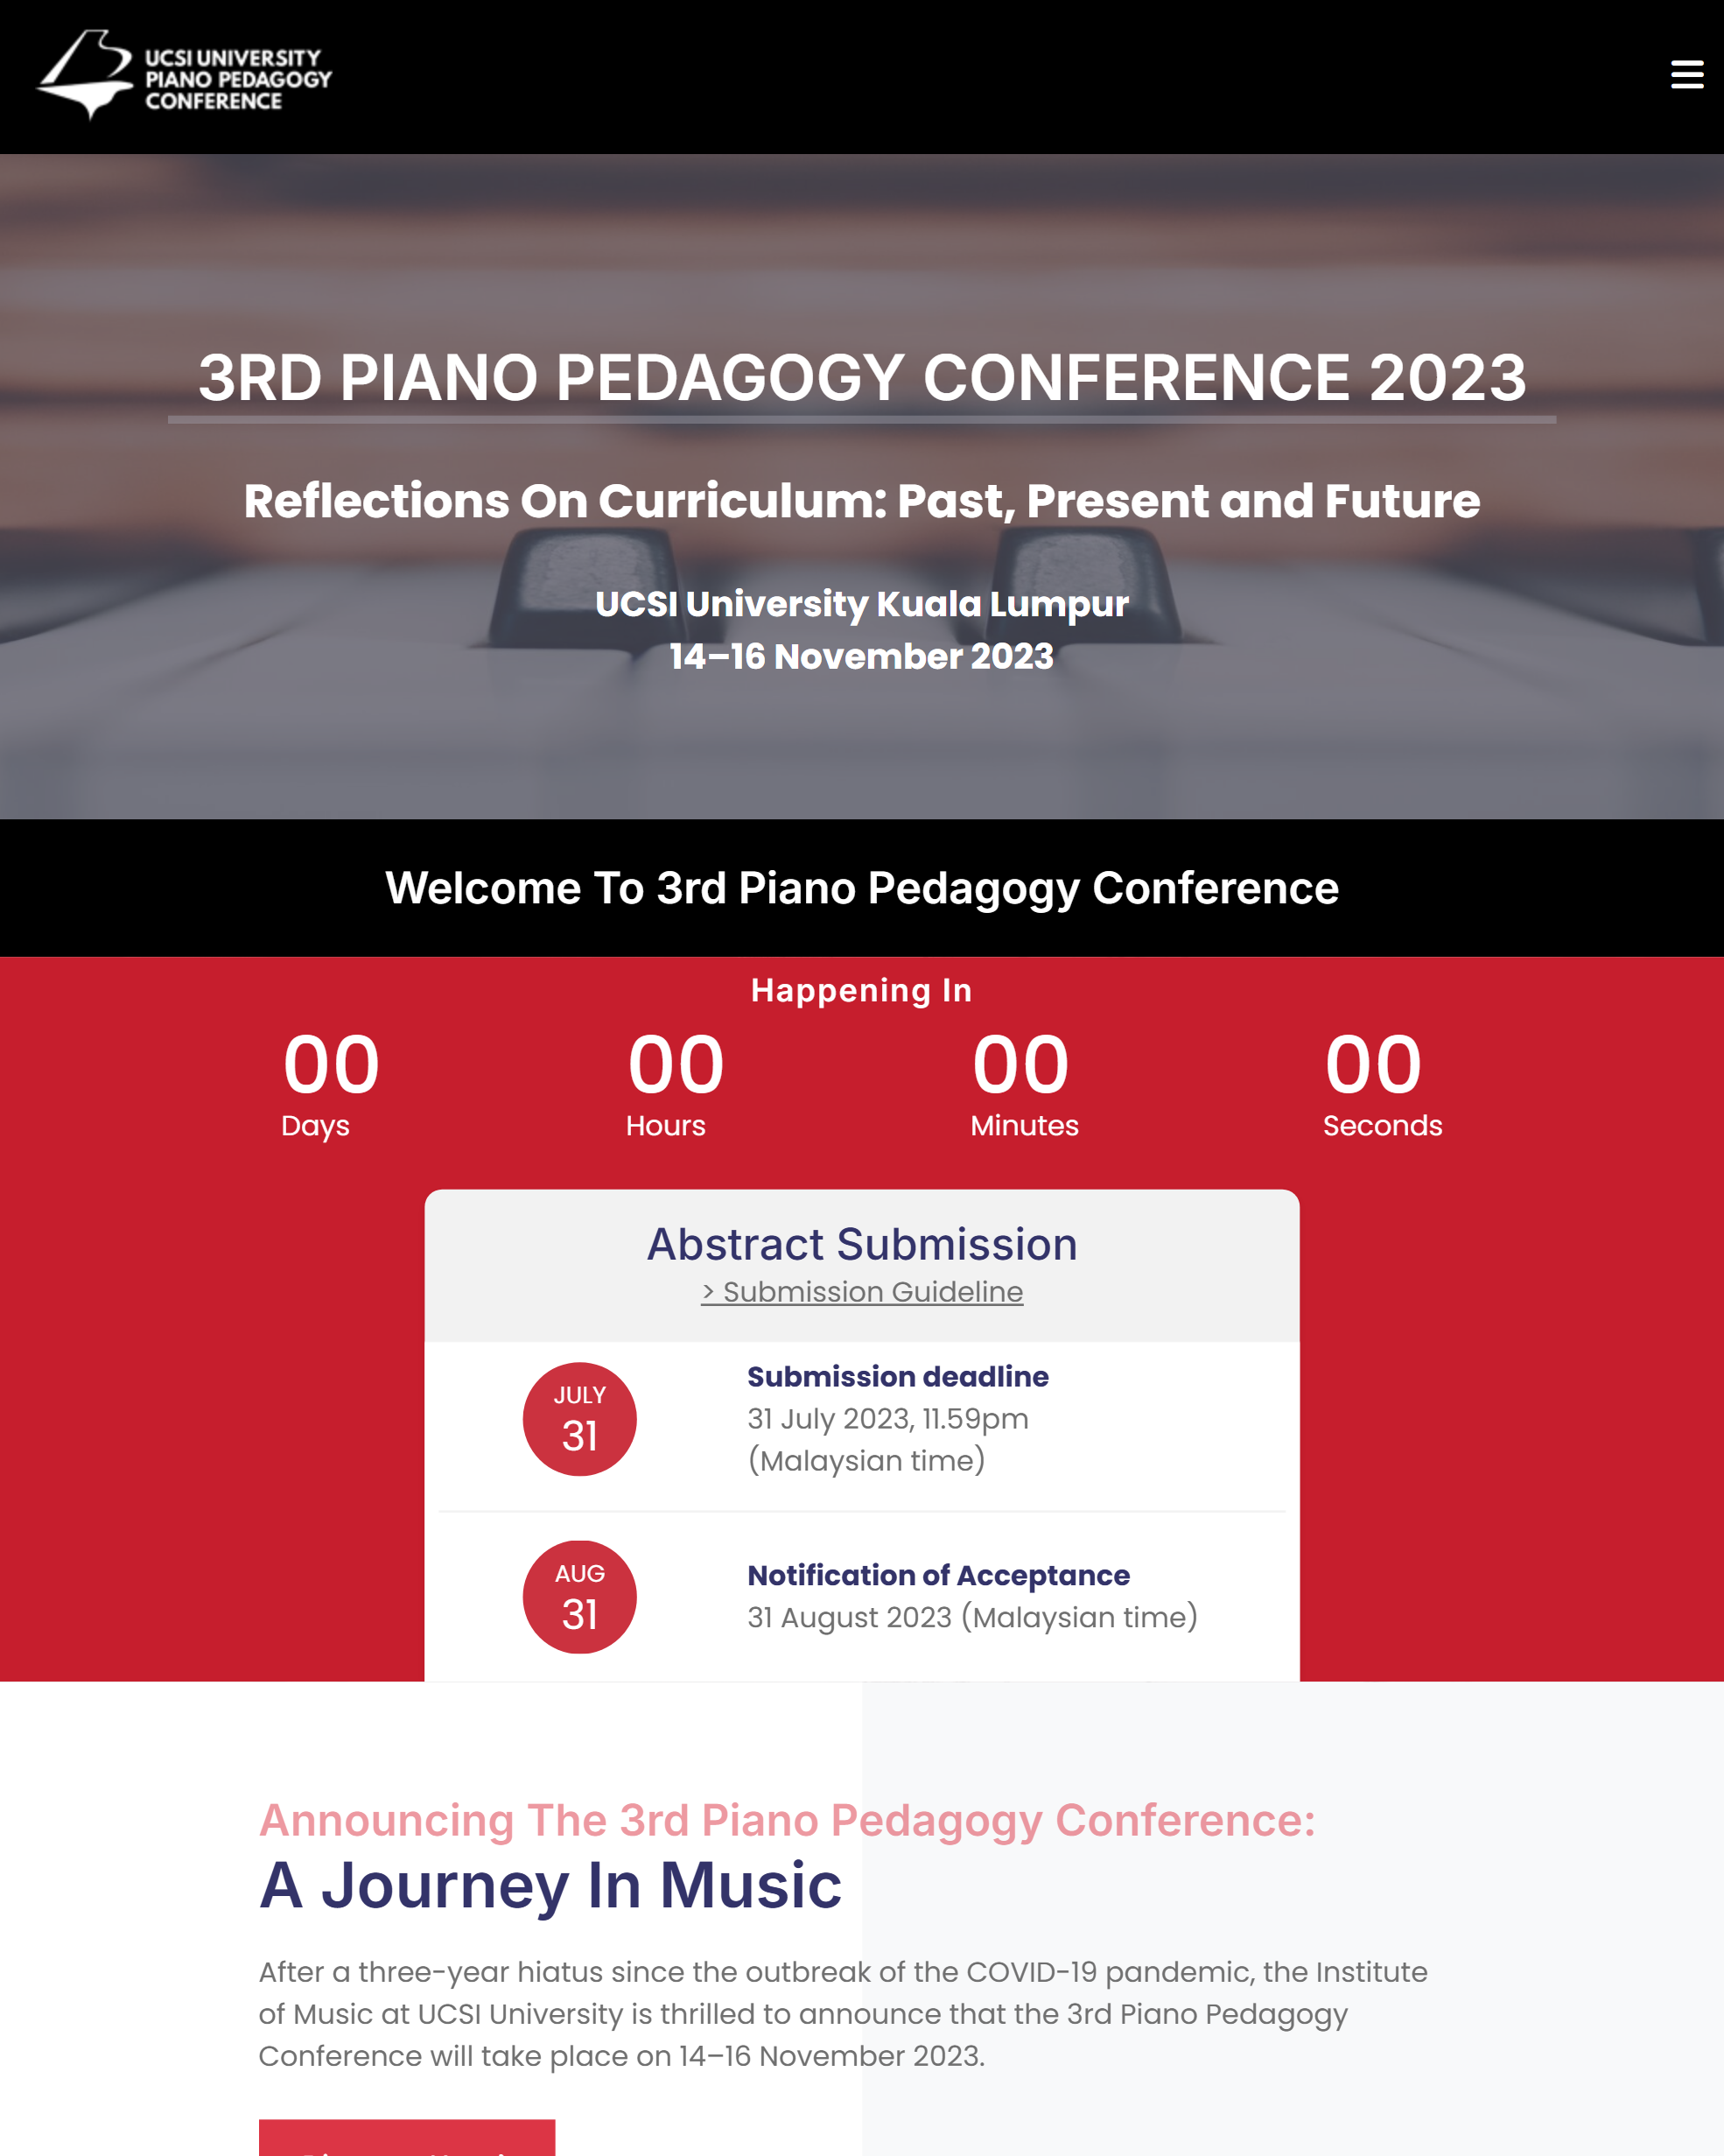 UCSI UNIVERSITY
PIANO PEDAGOGY
CONFERENCE
3RD PIANO PEDAGOGY CONFERENCE 2023
Reflections On Curriculum: Past, Present and Future
UCSI University Kuala Lumpur
14–16 November 2023
Welcome To 3rd Piano Pedagogy Conference
Happening In
00 00 00 00
Days Hours Minutes Seconds
Abstract Submission
> Submission Guideline
JULY
31
Submission deadline
31 July 2023, 11.59pm
(Malaysian time)
AUG
31
Notification of Acceptance
31 August 2023 (Malaysian time)
Announcing The 3rd Piano Pedagogy Conference:
A Journey In Music
After a three-year hiatus since the outbreak of the COVID-19 pandemic, the Institute
of Music at UCSI University is thrilled to announce that the 3rd Piano Pedagogy
Conference will take place on 14–16 November 2023.